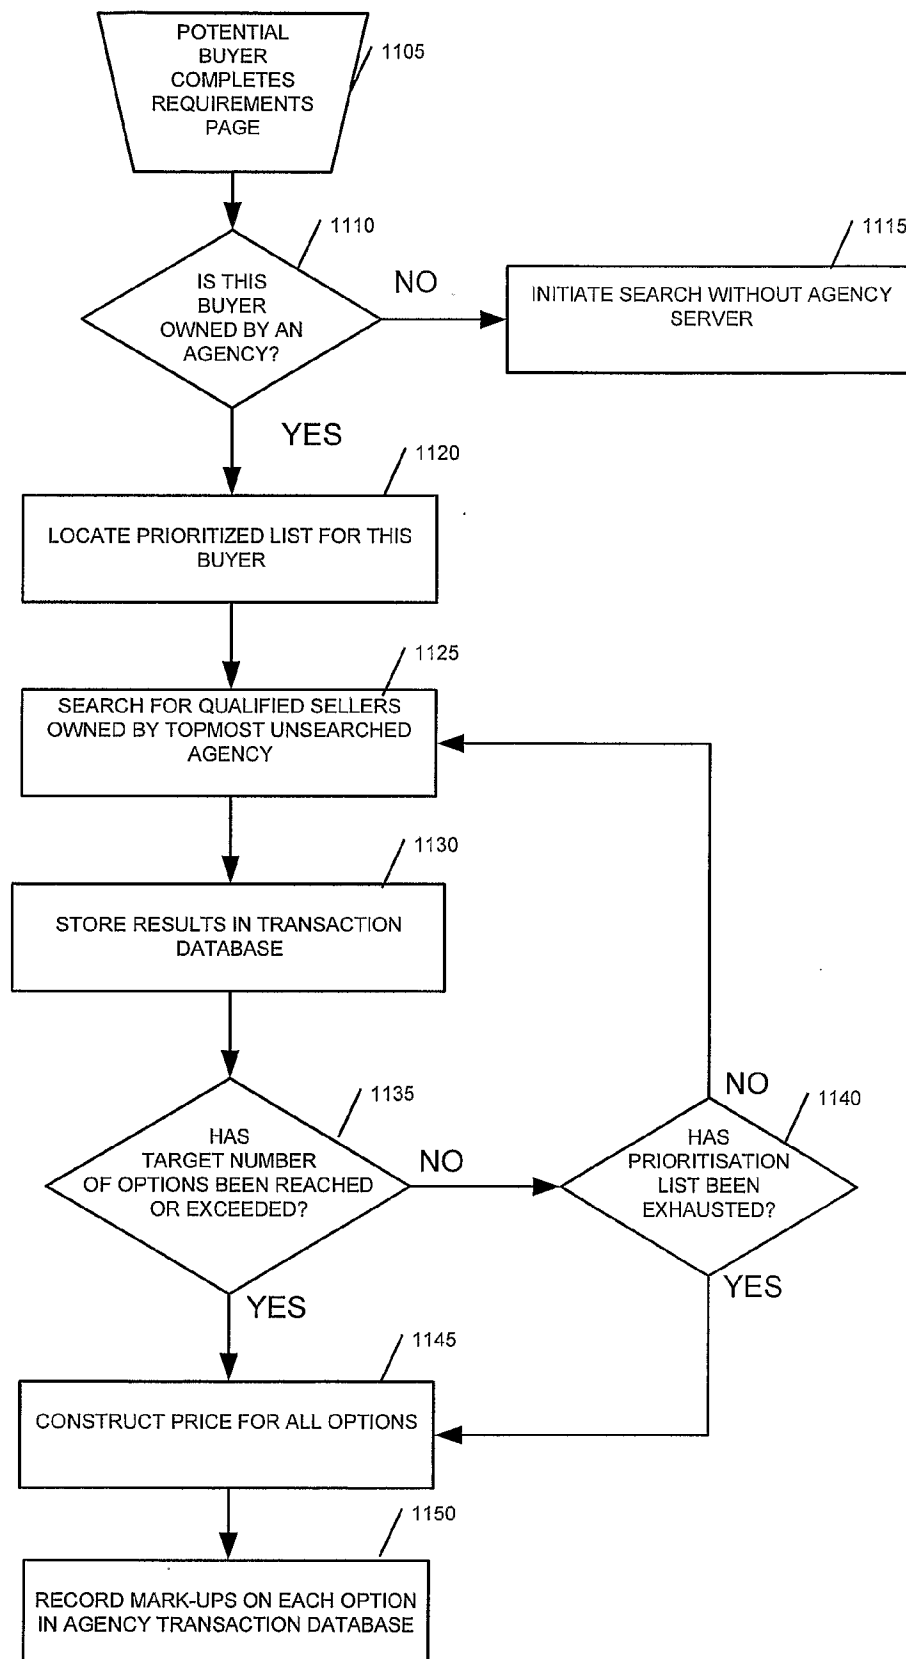 POTENTIAL
BUYER
COMPLETES
REQUIREMENTS
PAGE
1105
1110
IS THIS
BUYER
OWNED BY AN
AGENCY?
NO
1115
INITIATE SEARCH WITHOUT AGENCY
SERVER
YES
1120
LOCATE PRIORITIZED LIST FOR THIS
BUYER
1125
SEARCH FOR QUALIFIED SELLERS
OWNED BY TOPMOST UNSEARCHED
AGENCY
1130
STORE RESULTS IN TRANSACTION
DATABASE
1135
HAS
TARGET NUMBER
OF OPTIONS BEEN REACHED
OR EXCEEDED?
NO
NO
1140
HAS
PRIORITISATION
LIST BEEN
EXHAUSTED?
YES
YES
1145
CONSTRUCT PRICE FOR ALL OPTIONS
1150
RECORD MARK-UPS ON EACH OPTION
IN AGENCY TRANSACTION DATABASE